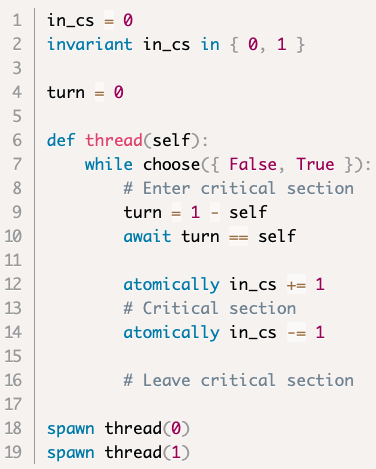 1 in_cs = 0
2 invariant in_cs in { 0, 1 }
3
4 turn = 0
5
6 def thread(self):
7     while choose({ False, True }):
8         # Enter critical section
9         turn = 1 - self
10         await turn == self
11
12         atomically in_cs += 1
13         # Critical section
14         atomically in_cs -= 1
15
16         # Leave critical section
17
18 spawn thread(0)
19 spawn thread(1)